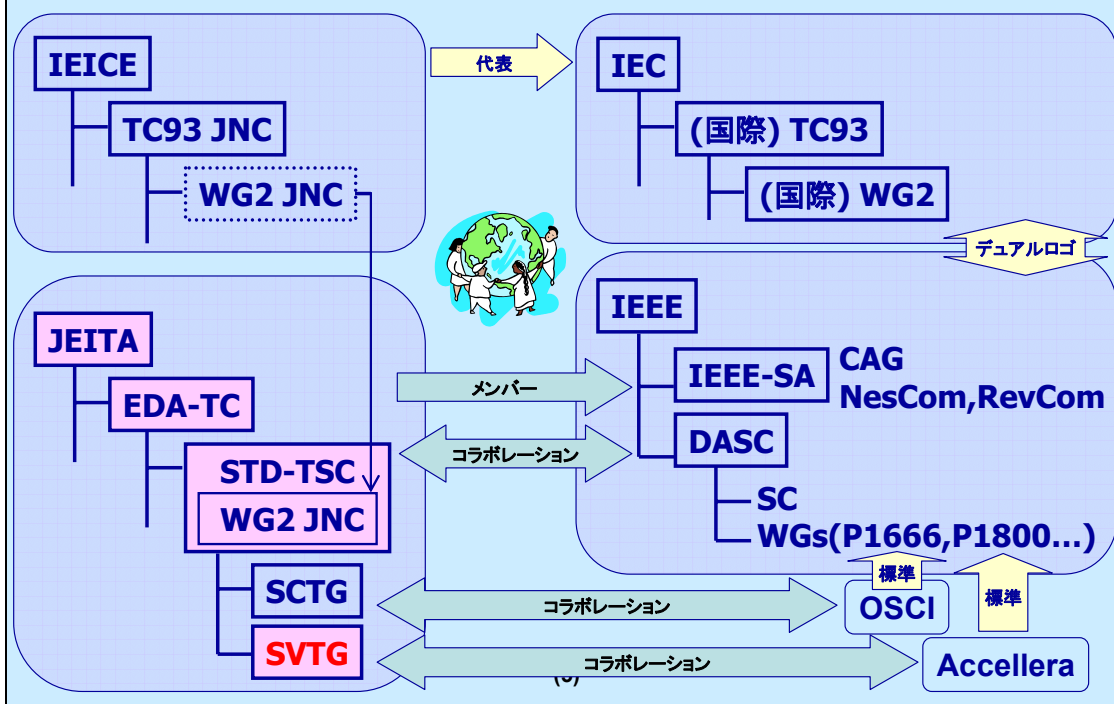 IEICE
TC93 JNC
WG2 JNC
代表
IEC
(国際) TC93
(国際) WG2
デュアルロゴ
JEITA
EDA-TC
STD-TSC
WG2 JNC
SCTG
SVTG
メンバー
コラボレーション
IEEE
IEEE-SA
CAG
NesCom,RevCom
DASC
SC
WGs(P1666,P1800...)
標準
標準
コラボレーション
OSCI
コラボレーション
Accellera